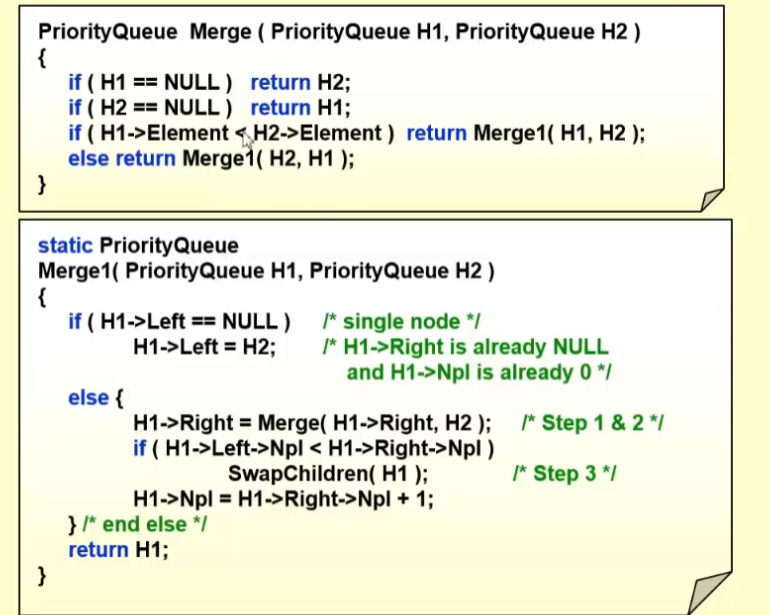 PriorityQueue Merge ( PriorityQueue H1, PriorityQueue H2 )
{
if ( H1 == NULL ) return H2;
if ( H2 == NULL ) return H1;
if ( H1->Element < H2->Element ) return Merge1( H1, H2 );
else return Merge1( H2, H1 );
}
static PriorityQueue
Merge1( PriorityQueue H1, PriorityQueue H2 )
{
if ( H1->Left == NULL ) /* single node */
H1->Left = H2; /* H1->Right is already NULL
and H1->Npl is already 0 */
else {
H1->Right = Merge( H1->Right, H2 ); /* Step 1 & 2 */
if ( H1->Left->Npl < H1->Right->Npl )
SwapChildren( H1 ); /* Step 3 */
H1->Npl = H1->Right->Npl + 1;
} /* end else */
return H1;
}